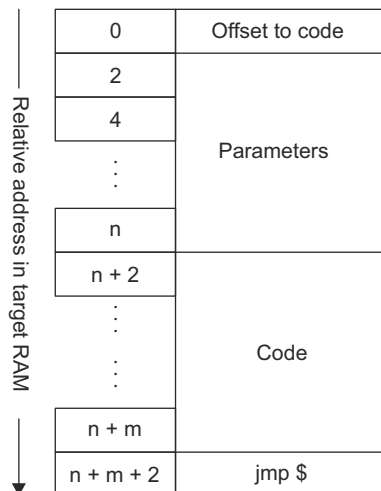 0 Offset to code
2
4
Parameters
n
n + 2
Code
n + m
n + m + 2 jmp $
Relative address in target RAM